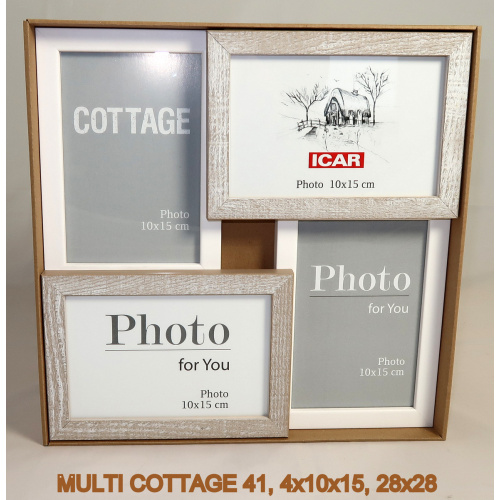 COTTAGE
Photo
10x15 cm
ICAR
Photo 10x15 cm
Photo
for You
Photo
10x15 cm
Photo
for You
Photo
10x15 cm
MULTI COTTAGE 41, 4x10x15, 28x28